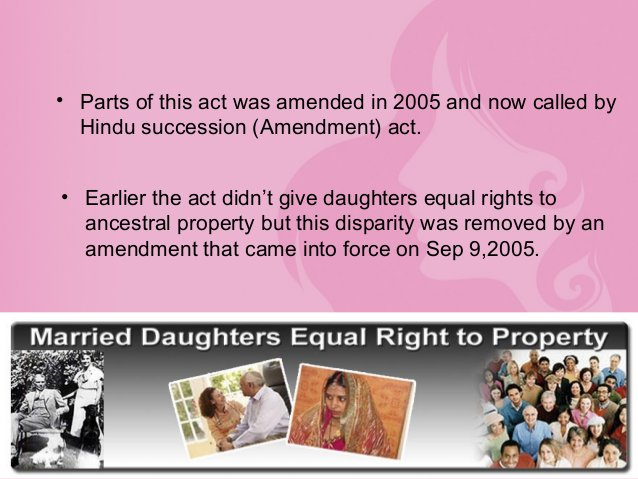 • Parts of this act was amended in 2005 and now called by
Hindu succession (Amendment) act.
• Earlier the act didn’t give daughters equal rights to
ancestral property but this disparity was removed by an
amendment that came into force on Sep 9,2005.
Married Daughters Equal Right to Property